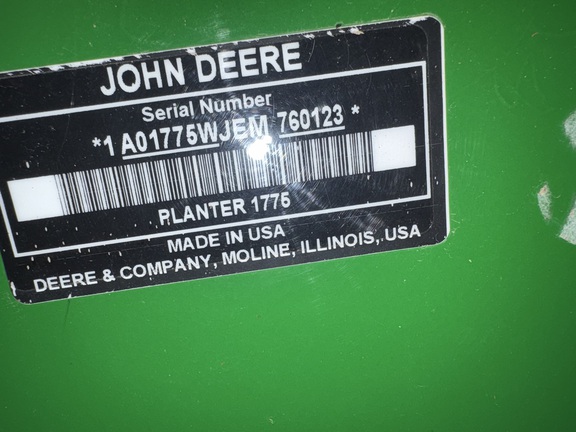 JOHN DEERE
Serial Number
*1 A01775WJEM 760123 *
PLANTER 1775
MADE IN USA
DEERE & COMPANY, MOLINE, ILLINOIS, USA